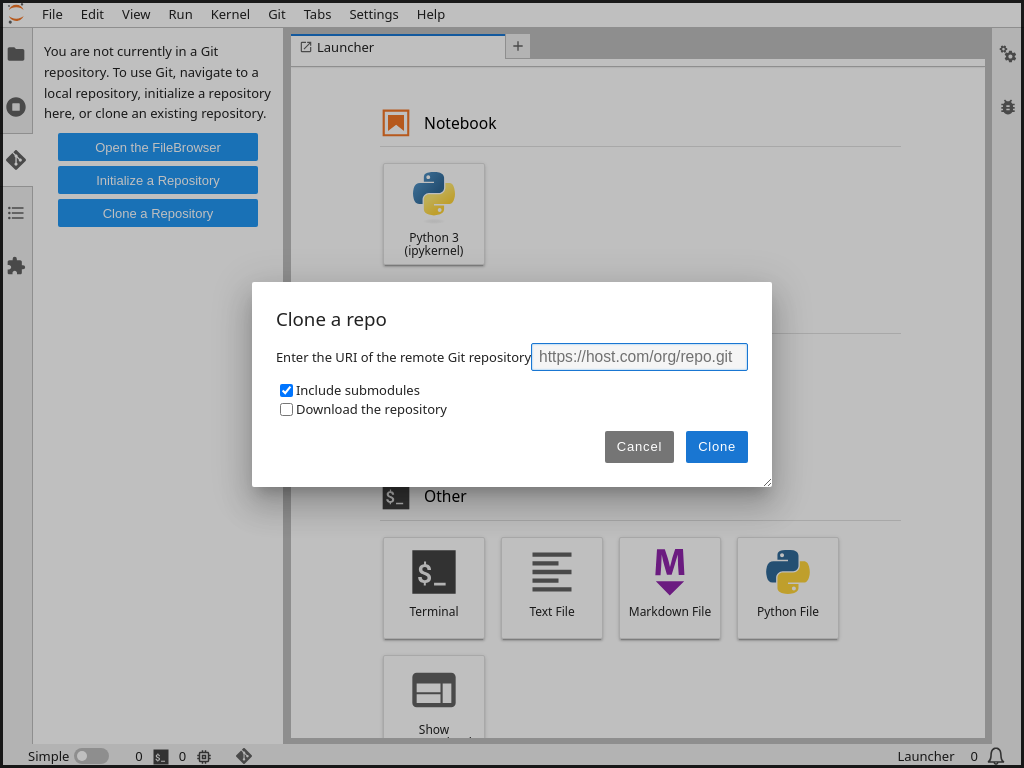 File Edit View Run Kernel Git Tabs Settings Help
You are not currently in a Git
repository. To use Git, navigate to a
local repository, initialize a repository
here, or clone an existing repository.
Open the FileBrowser
Initialize a Repository
Clone a Repository
Launcher
Notebook
Python 3
(ipykernel)
Clone a repo
Enter the URI of the remote Git repository
https://host.com/org/repo.git
Include submodules
Download the repository
Cancel Clone
$_ Other
$_
M
Terminal Text File Markdown File Python File
Show
Simple 0 $_ 0 Launcher 0